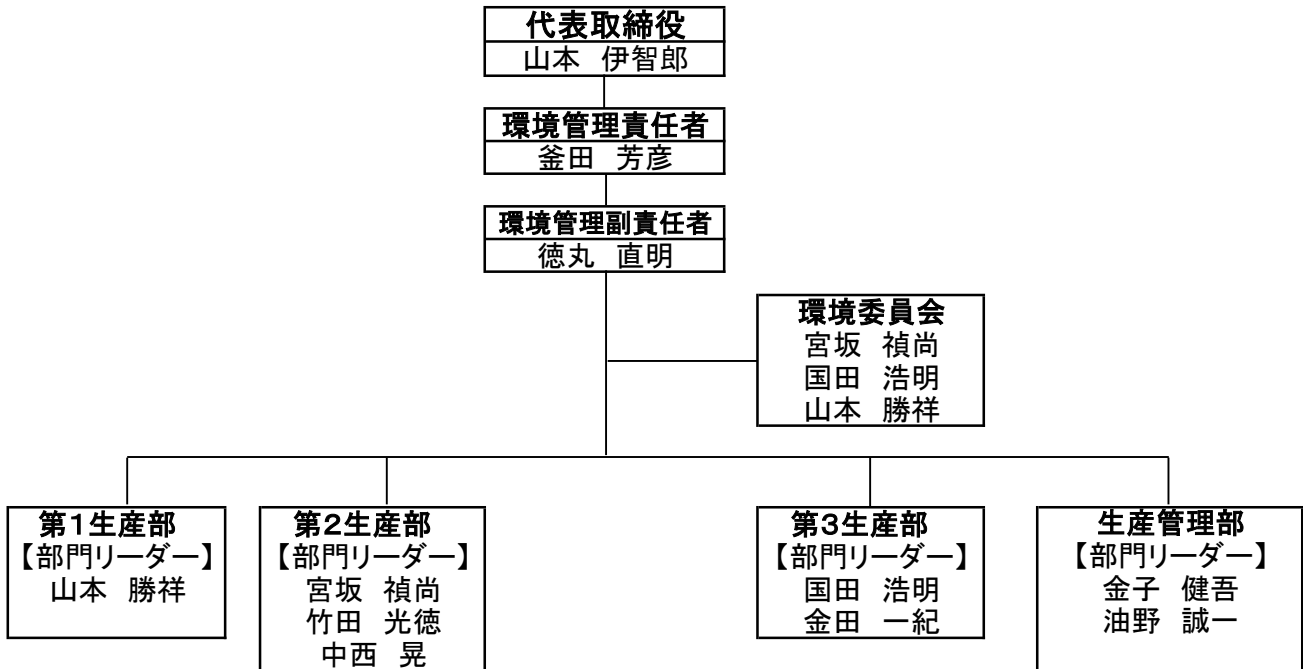 代表取締役
山本 伊智郎
環境管理責任者
釜田 芳彦
環境管理副責任者
徳丸 直明
環境委員会
宮坂 禎尚
国田 浩明
山本 勝祥
第1生産部
【部門リーダー】
山本 勝祥
第2生産部
【部門リーダー】
宮坂 禎尚
竹田 光徳
中西 晃
第3生産部
【部門リーダー】
国田 浩明
金田 一紀
生産管理部
【部門リーダー】
金子 健吾
油野 誠一